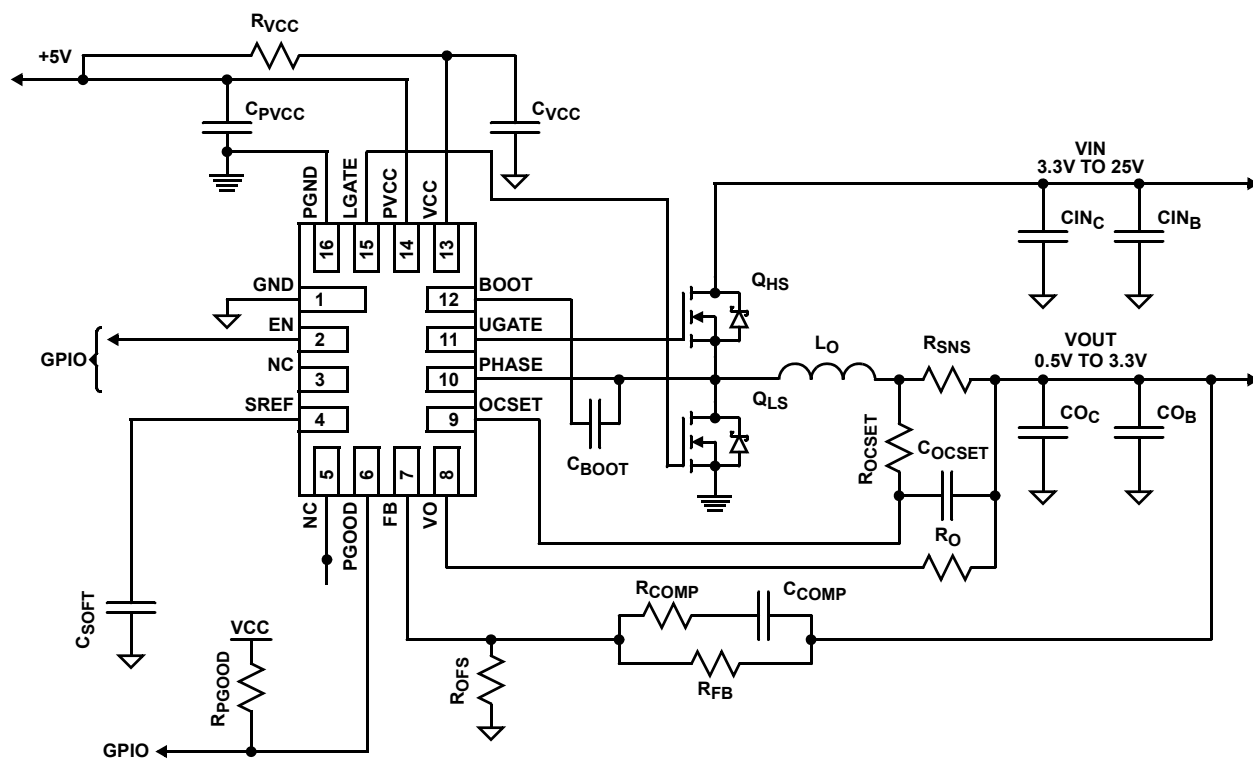 RVCC
+5V
CPVCC
CVCC
PGND
LGATE
PVCC
VCC
16
15
14
13
VIN
3.3V TO 25V
CINC
CINB
GND
1
12
BOOT
QHS
EN
2
11
UGATE
GPIO
NC
3
10
PHASE
LO
RSNS
VOUT
0.5V TO 3.3V
SREF
4
9
OCSET
QLS
CBOOT
ROCSET
COCSET
COC
COB
5
6
7
8
NC
PGOOD
FB
VO
RO
CSOFT
RCOMP
CCOMP
VCC
RPGOOD
ROFS
RFB
GPIO